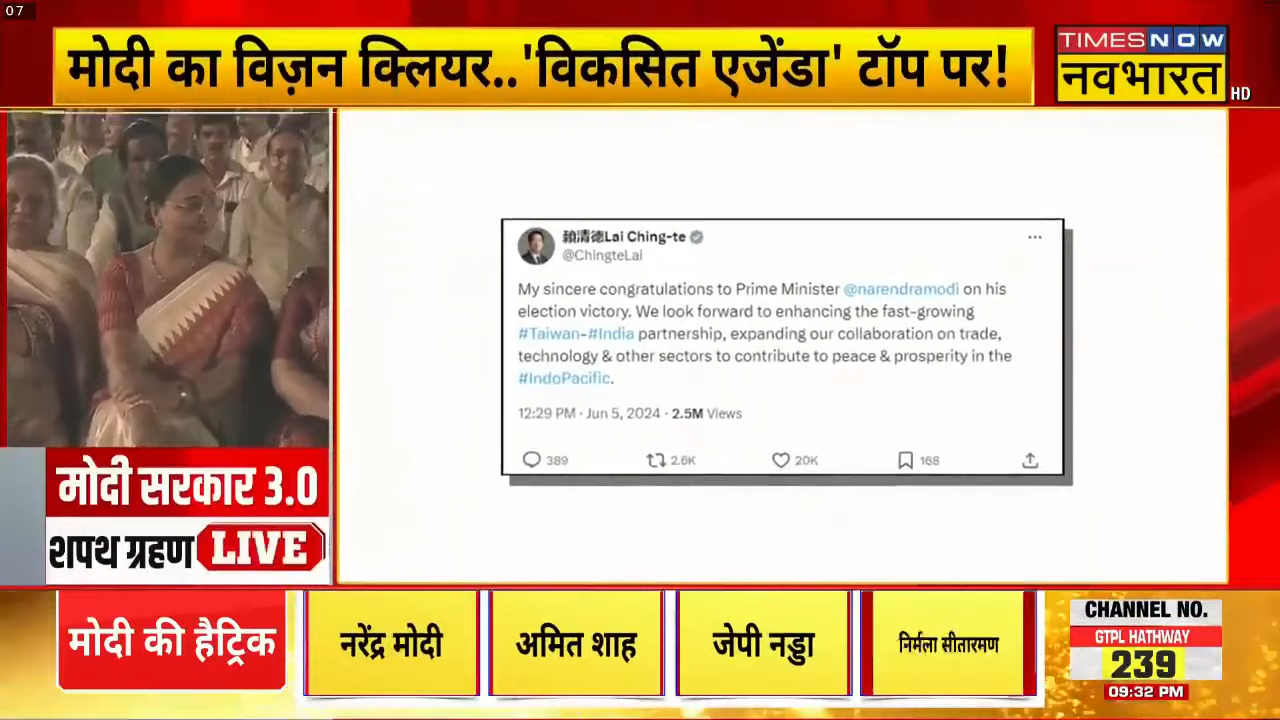 07
मोदी का विज़न क्लियर..'विकसित एजेंडा' टॉप पर!
TIMES NOW
नवभारत
HD
賴清德Lai Ching-te
@ChingteLai
My sincere congratulations to Prime Minister @narendramodi on his
election victory. We look forward to enhancing the fast-growing
#Taiwan-#India partnership, expanding our collaboration on trade,
technology & other sectors to contribute to peace & prosperity in the
#IndoPacific.
12:29 PM · Jun 5, 2024 · 2.5M Views
389 2.6K 20K 168
मोदी सरकार 3.0
शपथ ग्रहण LIVE
मोदी की हैट्रिक
नरेंद्र मोदी
अमित शाह
जेपी नड्डा
निर्मला सीतारमण
CHANNEL NO.
GTPL HATHWAY
239
09:32 PM